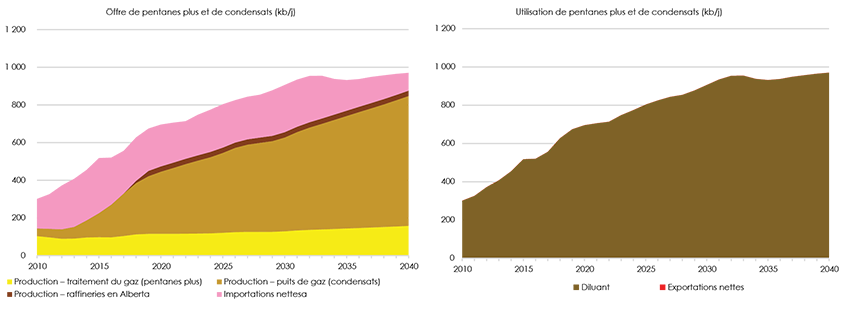 Offre de pentanes plus et de condensats (kb/j)
1 200
1 000
800
600
400
200
0
2010 2015 2020 2025 2030 2035 2040
Production – traitement du gaz (pentanes plus)
Production – puits de gaz (condensats)
Production – raffineries en Alberta
Importations nettesa
Utilisation de pentanes plus et de condensats (kb/j)
1 200
1 000
800
600
400
200
0
2010 2015 2020 2025 2030 2035 2040
Diluant
Exportations nettes